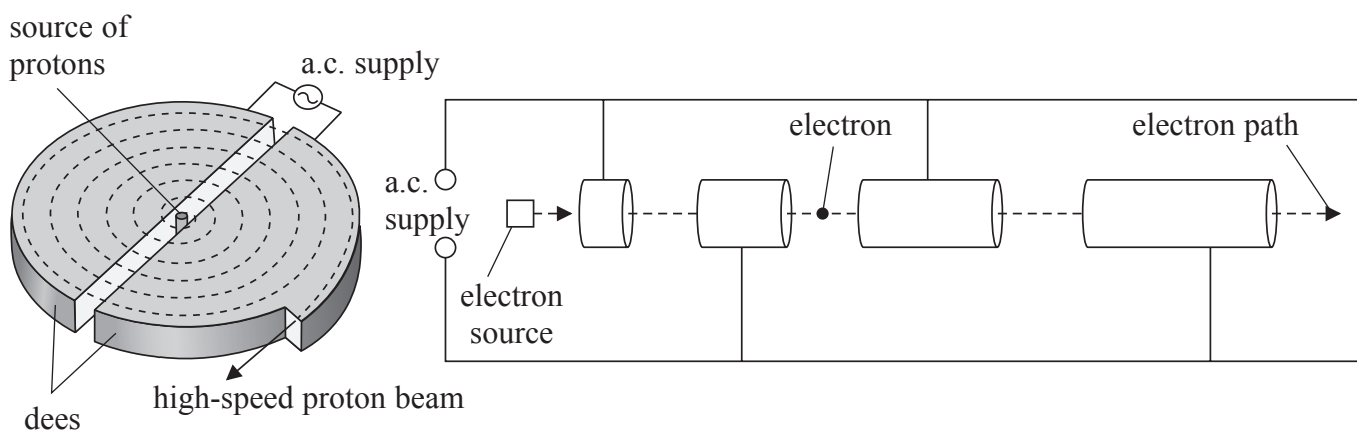 source of
protons
a.c. supply
dees
high-speed proton beam
a.c.
supply
electron
source
electron
electron path